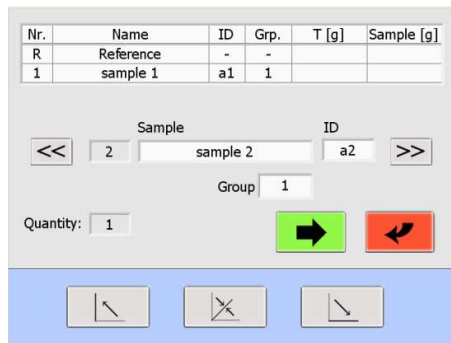 Nr. Name ID Grp. T [g] Sample [g]
R Reference - -
1 sample 1 a1 1
Sample ID
<< 2 sample 2 a2 >>
Group 1
Quantity: 1